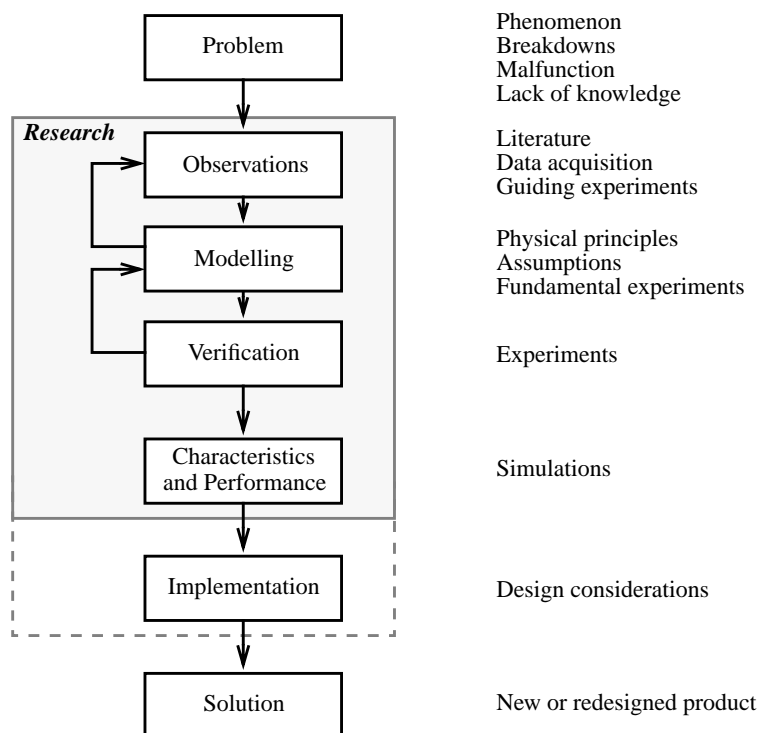 Problem
Phenomenon
Breakdowns
Malfunction
Lack of knowledge
Research
Observations
Literature
Data acquisition
Guiding experiments
Modelling
Physical principles
Assumptions
Fundamental experiments
Verification
Experiments
Characteristics
and Performance
Simulations
Implementation
Design considerations
Solution
New or redesigned product